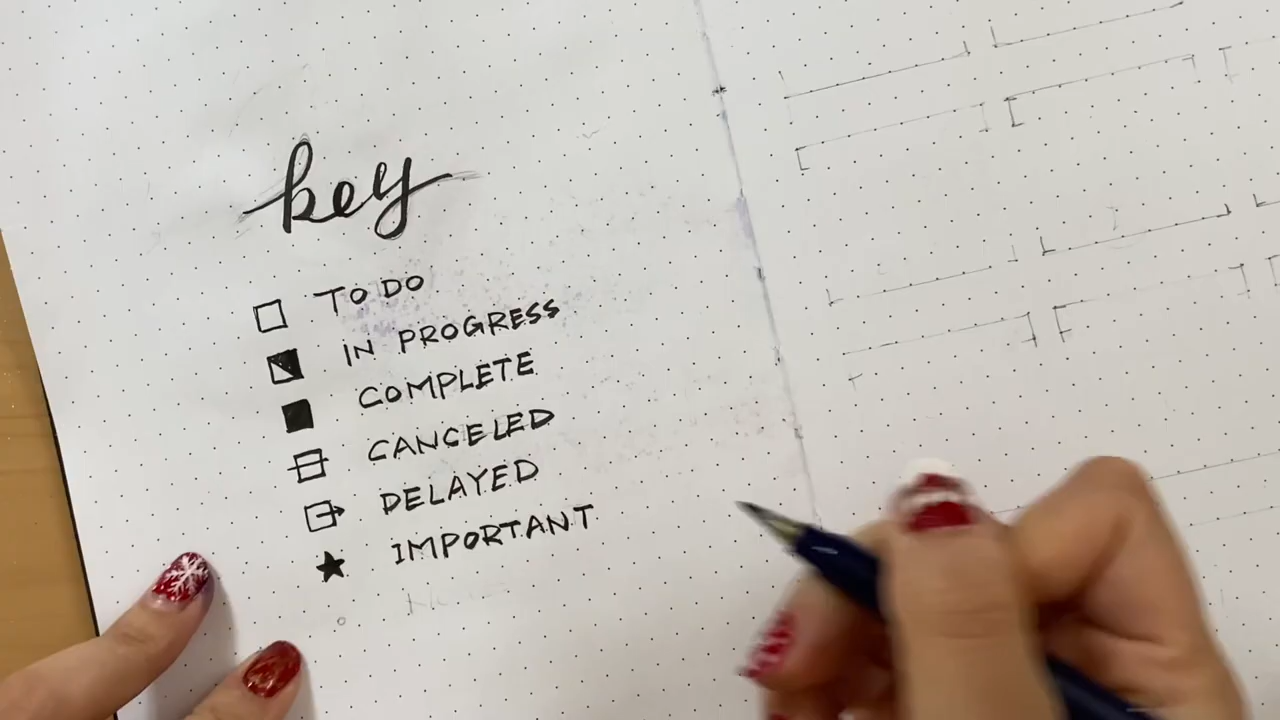 key
TO DO
IN PROGRESS
COMPLETE
CANCELED
DELAYED
IMPORTANT